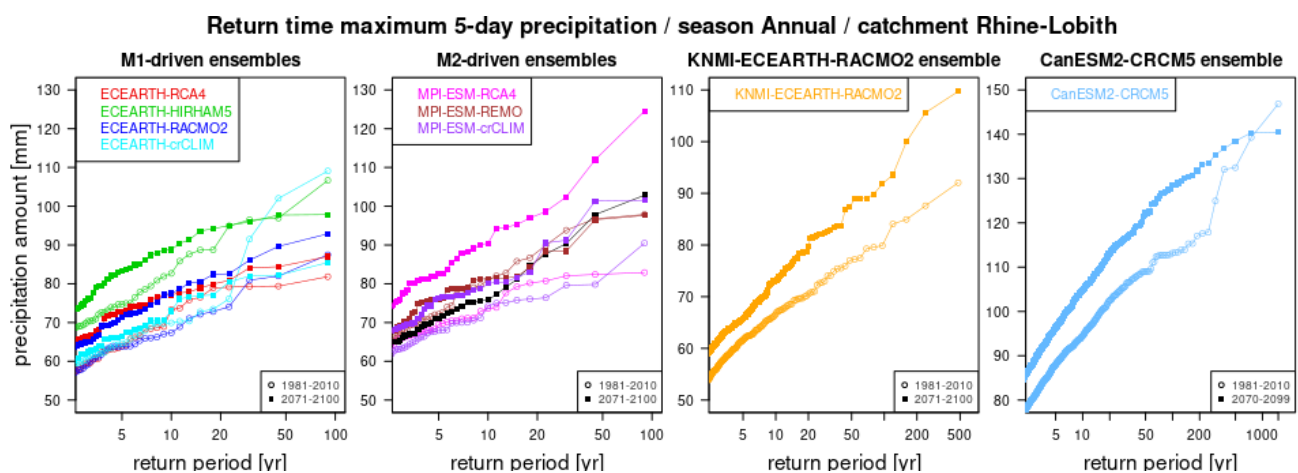 Return time maximum 5-day precipitation / season Annual / catchment Rhine-Lobith
M1-driven ensembles
M2-driven ensembles
KNMI-ECEARTH-RACMO2 ensemble
CanESM2-CRCM5 ensemble
precipitation amount [mm]
130
120
110
100
90
80
70
60
50
ECEARTH-RCA4
ECEARTH-HIRHAM5
ECEARTH-RACMO2
ECEARTH-crCLIM
1981-2010
2071-2100
5 10 20 50 100
return period [yr]
130
120
110
100
90
80
70
60
50
MPI-ESM-RCA4
MPI-ESM-REMO
MPI-ESM-crCLIM
1981-2010
2071-2100
5 10 20 50 100
return period [yr]
110
100
90
80
70
60
50
KNMI-ECEARTH-RACMO2
1981-2010
2071-2100
5 10 20 50 200 500
return period [yr]
150
140
130
120
110
100
90
80
CanESM2-CRCM5
1981-2010
2070-2099
5 10 50 200 1000
return period [yr]